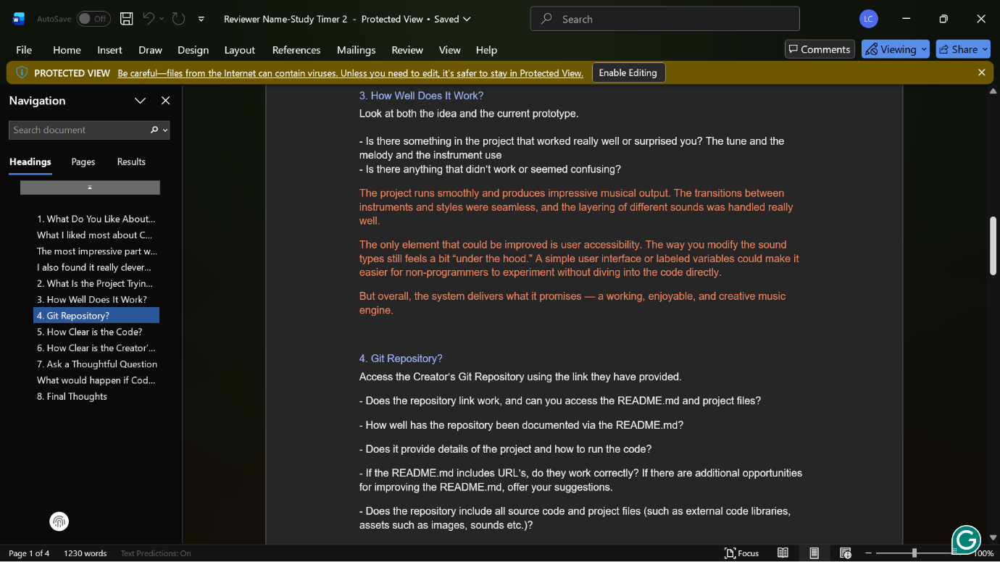 AutoSave Off Reviewer Name-Study Timer 2 - Protected View • Saved Search LC
File Home Insert Draw Design Layout References Mailings Review View Help Comments Viewing Share
PROTECTED VIEW Be careful—files from the Internet can contain viruses. Unless you need to edit, it's safer to stay in Protected View. Enable Editing
Navigation
Search document
Headings Pages Results
1. What Do You Like About...
What I liked most about C...
The most impressive part w...
I also found it really clever...
2. What Is the Project Tryin...
3. How Well Does It Work?
4. Git Repository?
5. How Clear is the Code?
6. How Clear is the Creator'...
7. Ask a Thoughtful Question
What would happen if Cod...
8. Final Thoughts
3. How Well Does It Work?
Look at both the idea and the current prototype.
- Is there something in the project that worked really well or surprised you? The tune and the
melody and the instrument use
- Is there anything that didn't work or seemed confusing?
The project runs smoothly and produces impressive musical output. The transitions between
instruments and styles were seamless, and the layering of different sounds was handled really
well.
The only element that could be improved is user accessibility. The way you modify the sound
types still feels a bit “under the hood.” A simple user interface or labeled variables could make it
easier for non-programmers to experiment without diving into the code directly.
But overall, the system delivers what it promises — a working, enjoyable, and creative music
engine.
4. Git Repository?
Access the Creator's Git Repository using the link they have provided.
- Does the repository link work, and can you access the README.md and project files?
- How well has the repository been documented via the README.md?
- Does it provide details of the project and how to run the code?
- If the README.md includes URL's, do they work correctly? If there are additional opportunities
for improving the README.md, offer your suggestions.
- Does the repository include all source code and project files (such as external code libraries,
assets such as images, sounds etc.)?
Page 1 of 4 1230 words Text Predictions: On Focus 100%